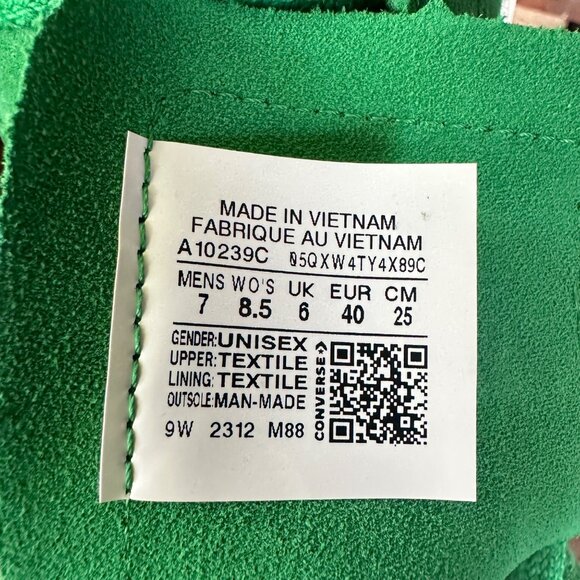 MADE IN VIETNAM
FABRIQUE AU VIETNAM
A10239C 05QXW4TY4X89C
MENS WO'S UK EUR CM
7 8.5 6 40 25
GENDER:UNISEX
UPPER:TEXTILE
LINING:TEXTILE
OUTSOLE:MAN-MADE
CONVERSE
9W 2312 M88